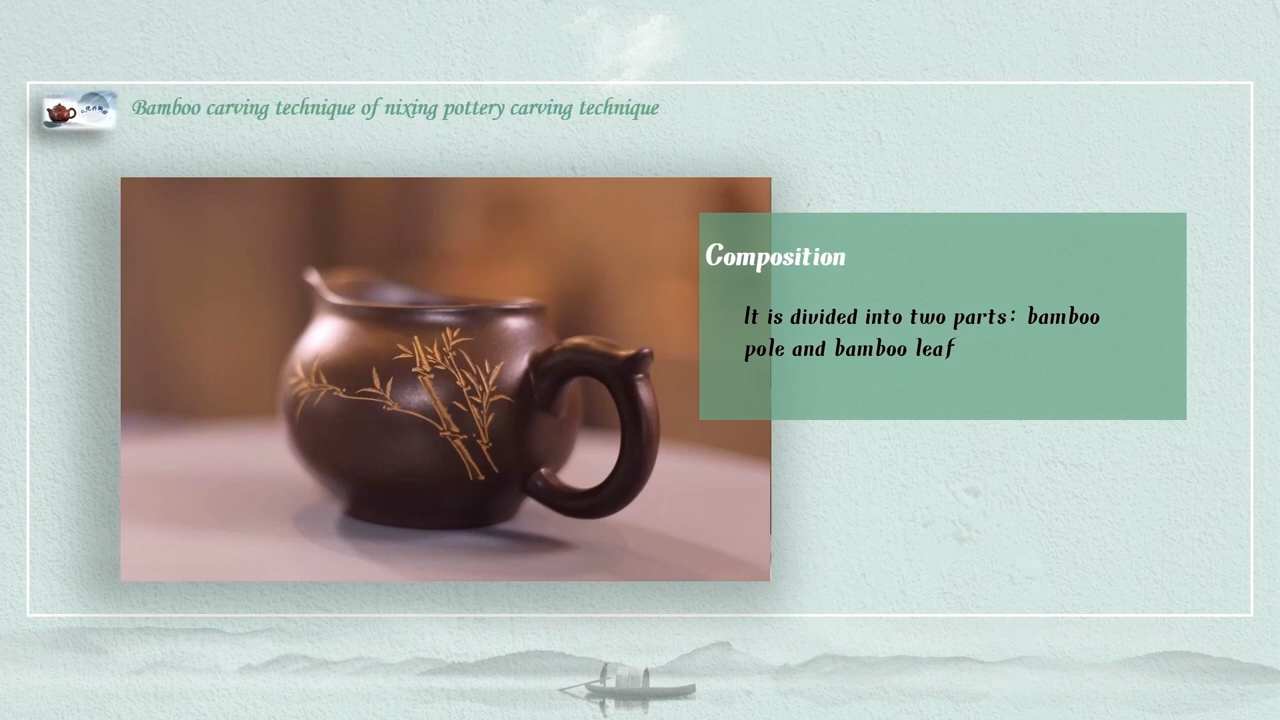 Bamboo carving technique of nixing pottery carving technique
Composition
It is divided into two parts: bamboo
pole and bamboo leaf